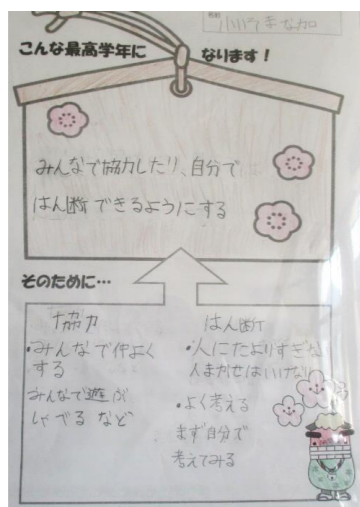 こんな最高学年に なります！
みんなで協力したり、自分で
はん断できるようにする
そのために…
協力
・みんなで仲よく
する
みんなで遊ぶ
しゃべる など
はん断
・人にたよりすぎない
人まかせはいけない
・よく考える
まず自分で
考えてみる